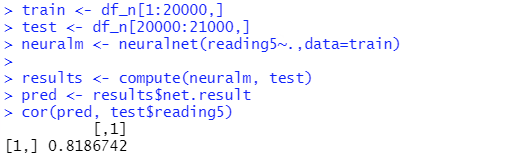 > train <- df_n[1:20000,]
> test <- df_n[20000:21000,]
> neuralm <- neuralnet(reading5~.,data=train)
>
> results <- compute(neuralm, test)
> pred <- results$net.result
> cor(pred, test$reading5)
[,1]
[1,] 0.8186742